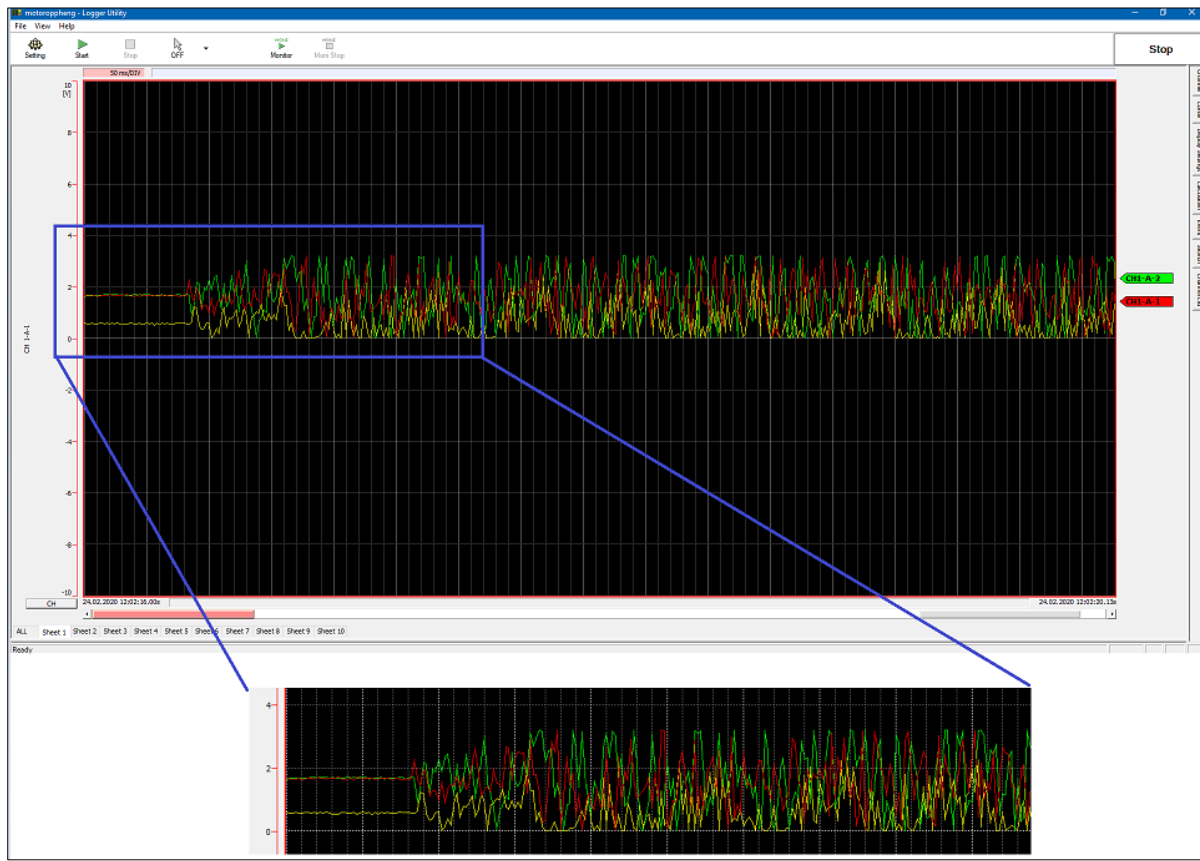 motoroppheng - Logger Utility
File View Help
Setting Start Stop OFF Monitor Moni Stop
Stop
50 ms/DIV
10
[V]
8
6
4
2
0
-2
-4
-6
-8
-10
CH 1-A-1
CH1-A-2
CH1-A-1
CH
24.02.2020 12:02:16.00s
24.02.2020 12:02:20.13s
ALL Sheet 1 Sheet 2 Sheet 3 Sheet 4 Sheet 5 Sheet 6 Sheet 7 Sheet 8 Sheet 9 Sheet 10
Ready
4
2
0